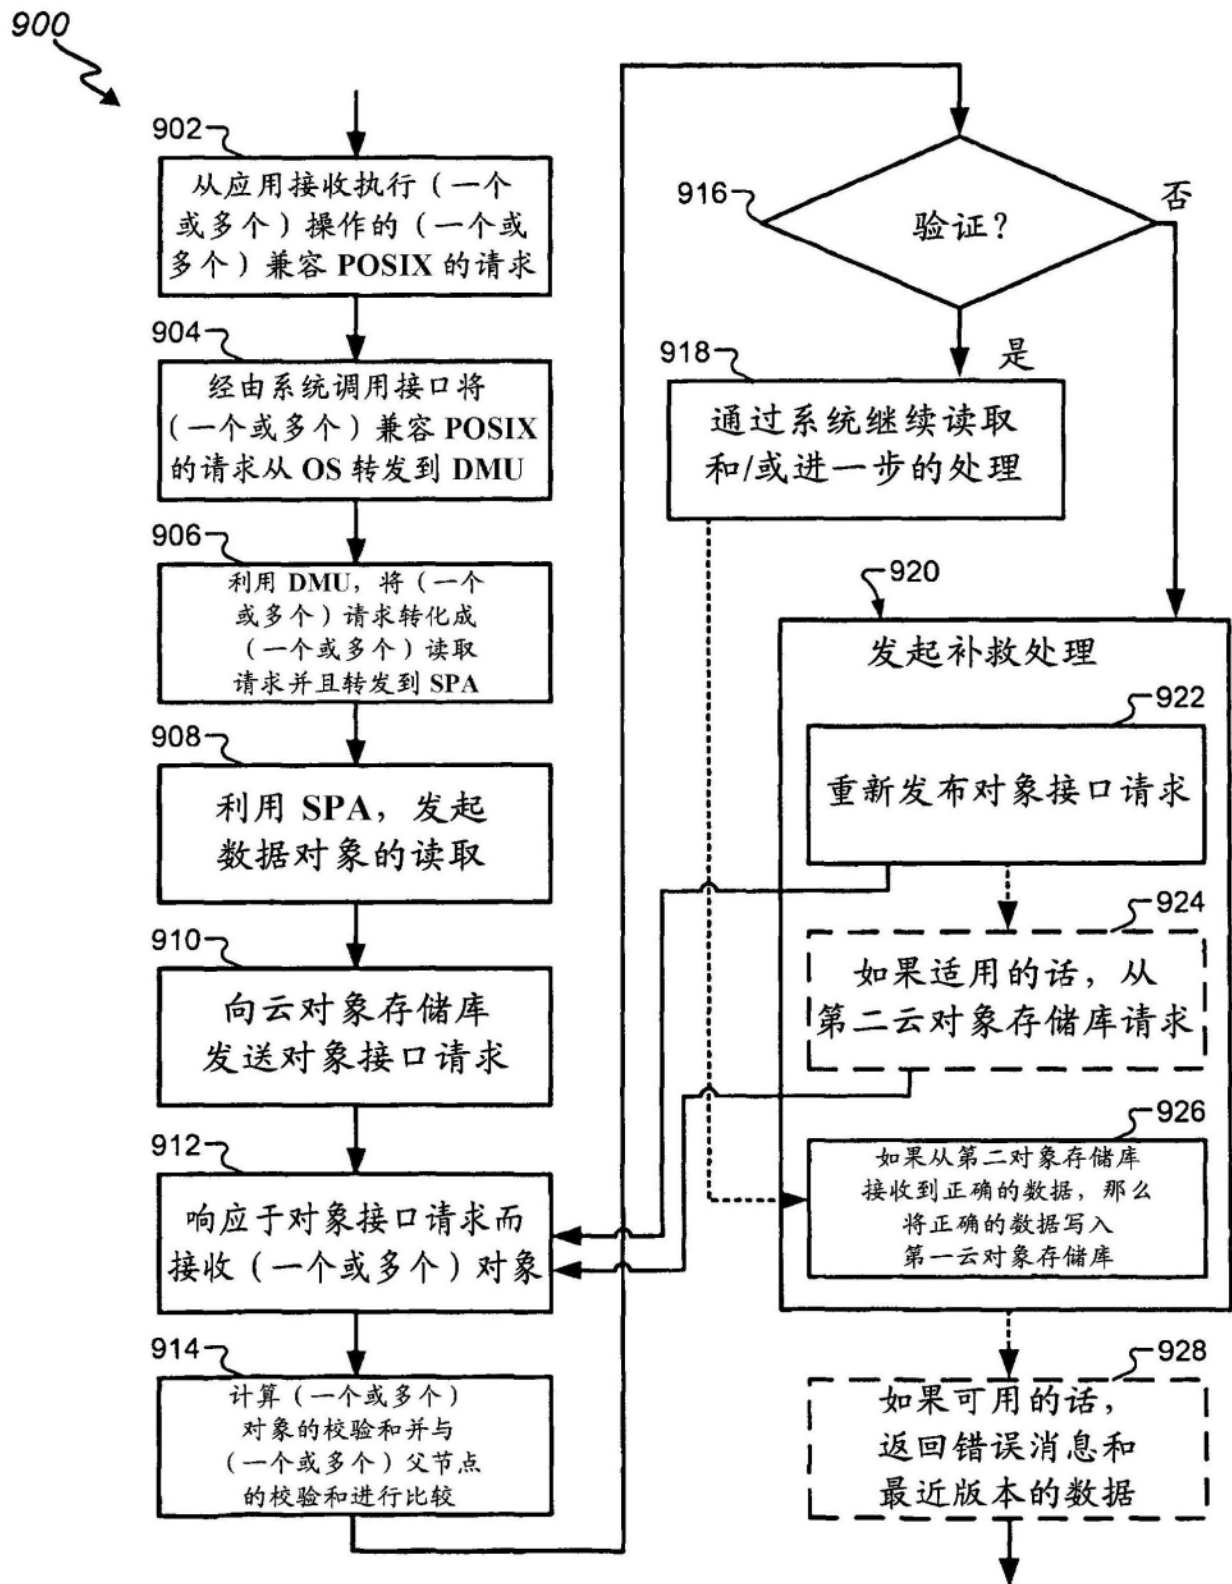 900
902
从应用接收执行（一个
或多个）操作的（一个或
多个）兼容 POSIX 的请求
904
经由系统调用接口将
（一个或多个）兼容 POSIX
的请求从 OS 转发到 DMU
906
利用 DMU，将（一个
或多个）请求转化成
（一个或多个）读取
请求并且转发到 SPA
908
利用 SPA，发起
数据对象的读取
910
向云对象存储库
发送对象接口请求
912
响应于对象接口请求而
接收（一个或多个）对象
914
计算（一个或多个）
对象的校验和并与
（一个或多个）父节点
的校验和进行比较
916
验证？
否
是
918
通过系统继续读取
和/或进一步的处理
920
发起补救处理
922
重新发布对象接口请求
924
如果适用的话，从
第二云对象存储库请求
926
如果从第二对象存储库
接收到正确的数据，那么
将正确的数据写入
第一云对象存储库
928
如果可用的话，
返回错误消息和
最近版本的数据